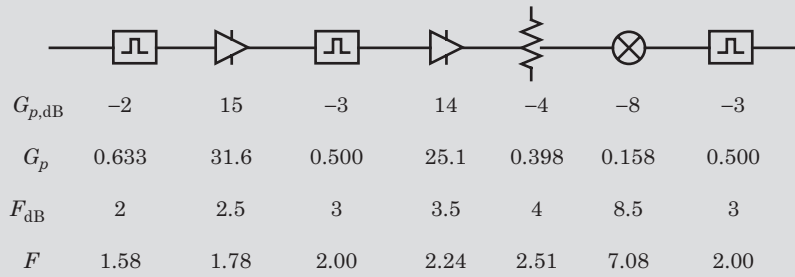 G_p,dB –2 15 –3 14 –4 –8 –3
G_p 0.633 31.6 0.500 25.1 0.398 0.158 0.500
F_dB 2 2.5 3 3.5 4 8.5 3
F 1.58 1.78 2.00 2.24 2.51 7.08 2.00